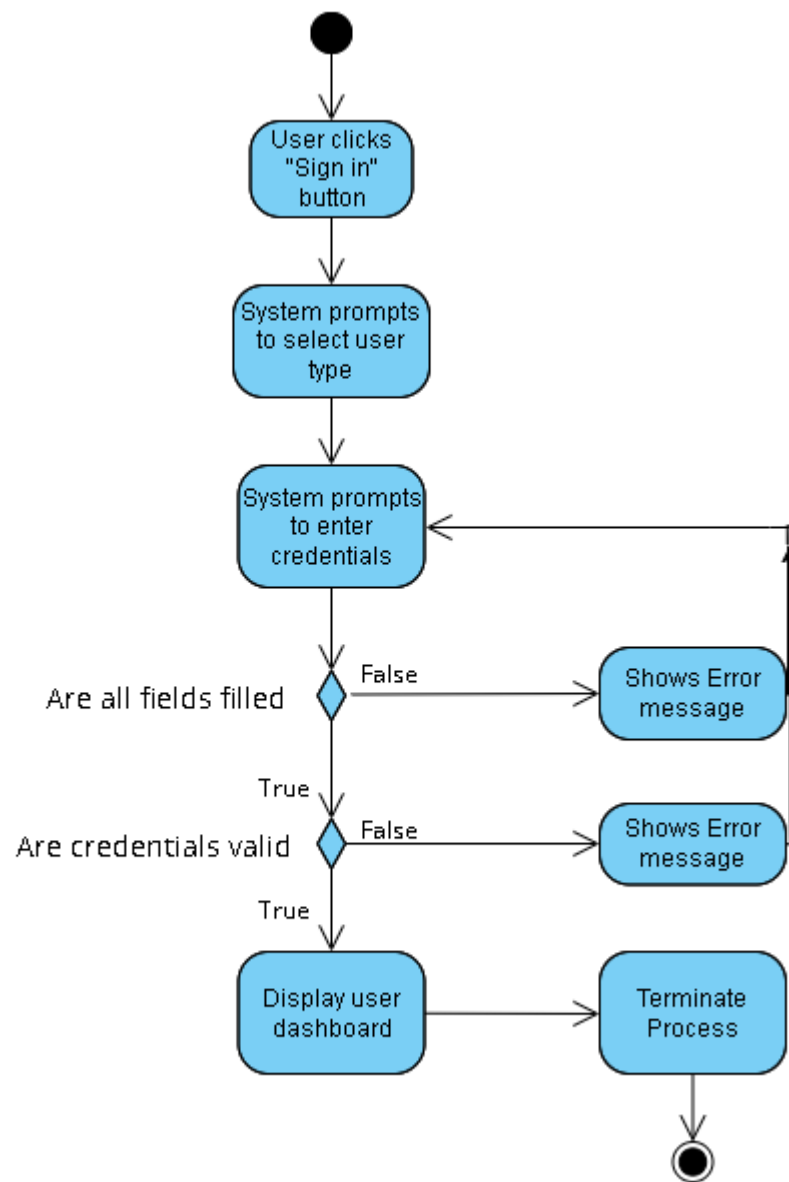 User clicks
"Sign in"
button
System prompts
to select user
type
System prompts
to enter
credentials
Are all fields filled
False
Shows Error
message
True
Are credentials valid
False
Shows Error
message
True
Display user
dashboard
Terminate
Process